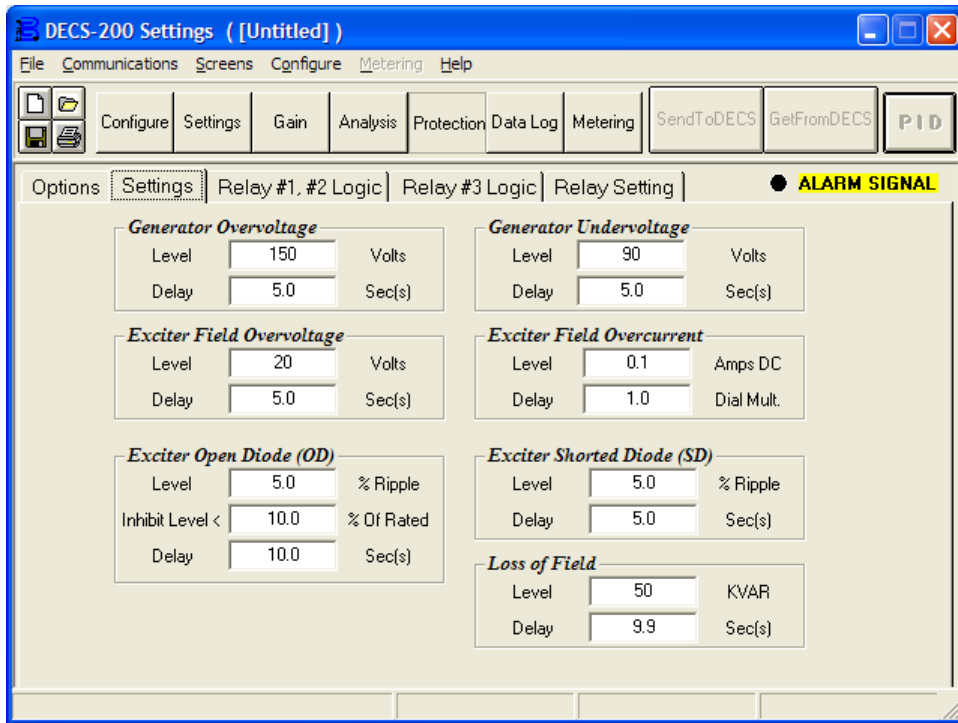 DECS-200 Settings ( [Untitled] )
File Communications Screens Configure Metering Help
Configure Settings Gain Analysis Protection Data Log Metering SendToDECS GetFromDECS PID
Options Settings Relay #1, #2 Logic Relay #3 Logic Relay Setting ALARM SIGNAL
Generator Overvoltage
Level 150 Volts
Delay 5.0 Sec(s)
Generator Undervoltage
Level 90 Volts
Delay 5.0 Sec(s)
Exciter Field Overvoltage
Level 20 Volts
Delay 5.0 Sec(s)
Exciter Field Overcurrent
Level 0.1 Amps DC
Delay 1.0 Dial Mult.
Exciter Open Diode (OD)
Level 5.0 % Ripple
Inhibit Level < 10.0 % Of Rated
Delay 10.0 Sec(s)
Exciter Shorted Diode (SD)
Level 5.0 % Ripple
Delay 5.0 Sec(s)
Loss of Field
Level 50 KVAR
Delay 9.9 Sec(s)